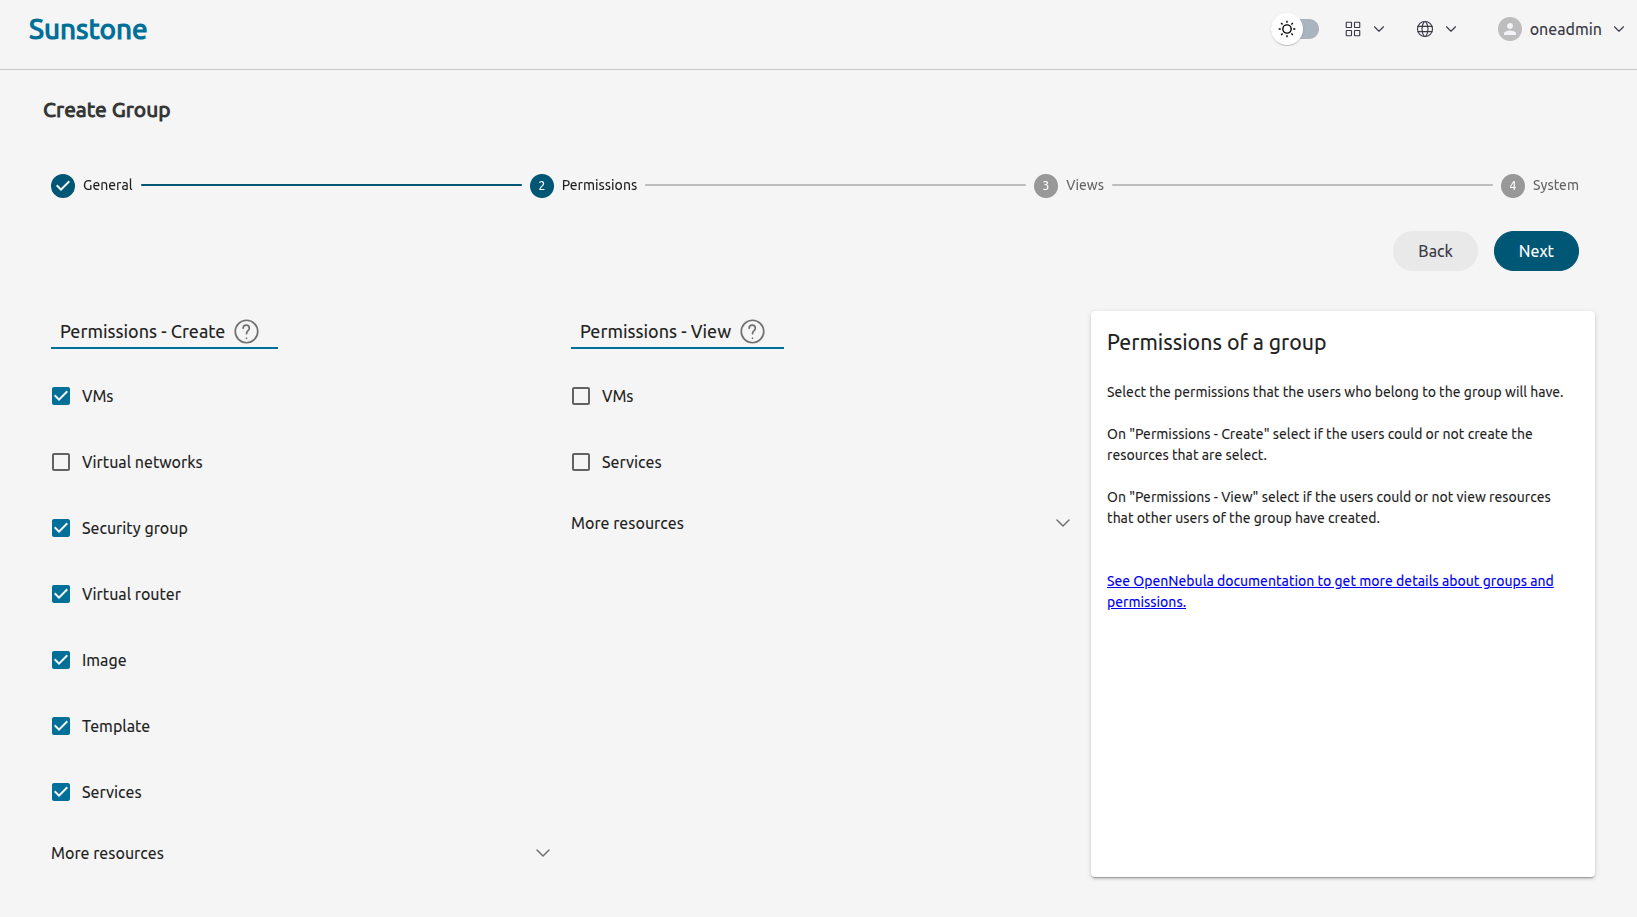 Sunstone
oneadmin
Create Group
General
2
Permissions
3
Views
4
System
Back
Next
Permissions - Create ?
VMs
Virtual networks
Security group
Virtual router
Image
Template
Services
More resources
Permissions - View ?
VMs
Services
More resources
Permissions of a group
Select the permissions that the users who belong to the group will have.
On "Permissions - Create" select if the users could or not create the
resources that are select.
On "Permissions - View" select if the users could or not view resources
that other users of the group have created.
See OpenNebula documentation to get more details about groups and
permissions.